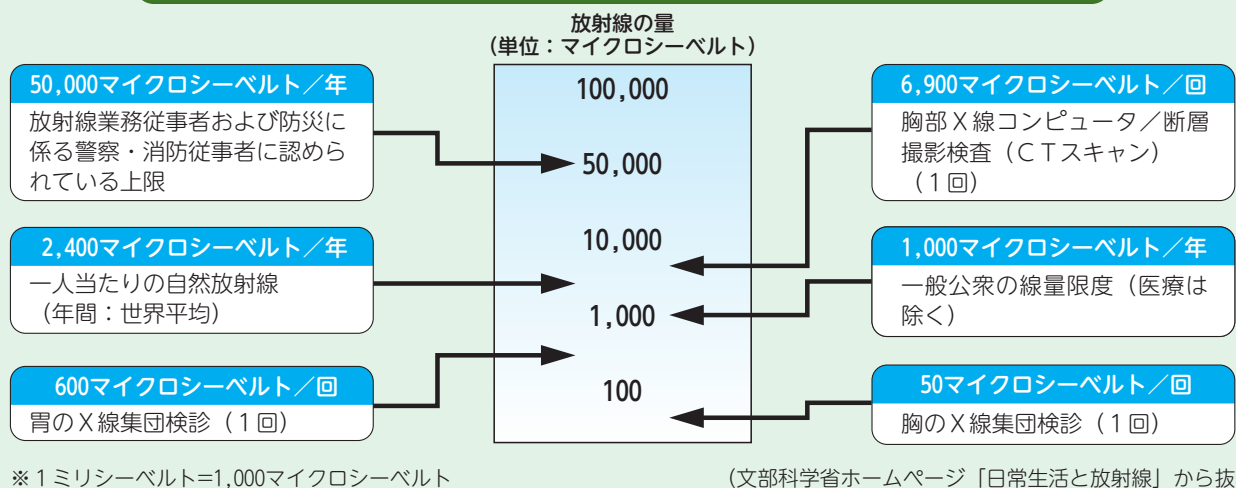 放射線の量
(単位：マイクロシーベルト)
50,000マイクロシーベルト／年
放射線業務従事者および防災に
係る警察・消防従事者に認めら
れている上限
2,400マイクロシーベルト／年
一人当たりの自然放射線
（年間：世界平均）
600マイクロシーベルト／回
胃のＸ線集団検診（１回）
100,000
50,000
10,000
1,000
100
6,900マイクロシーベルト／回
胸部Ｘ線コンピュータ／断層
撮影検査（ＣＴスキャン）
（１回）
1,000マイクロシーベルト／年
一般公衆の線量限度（医療は
除く）
50マイクロシーベルト／回
胸のＸ線集団検診（１回）
※１ミリシーベルト=1,000マイクロシーベルト
（文部科学省ホームページ「日常生活と放射線」から抜